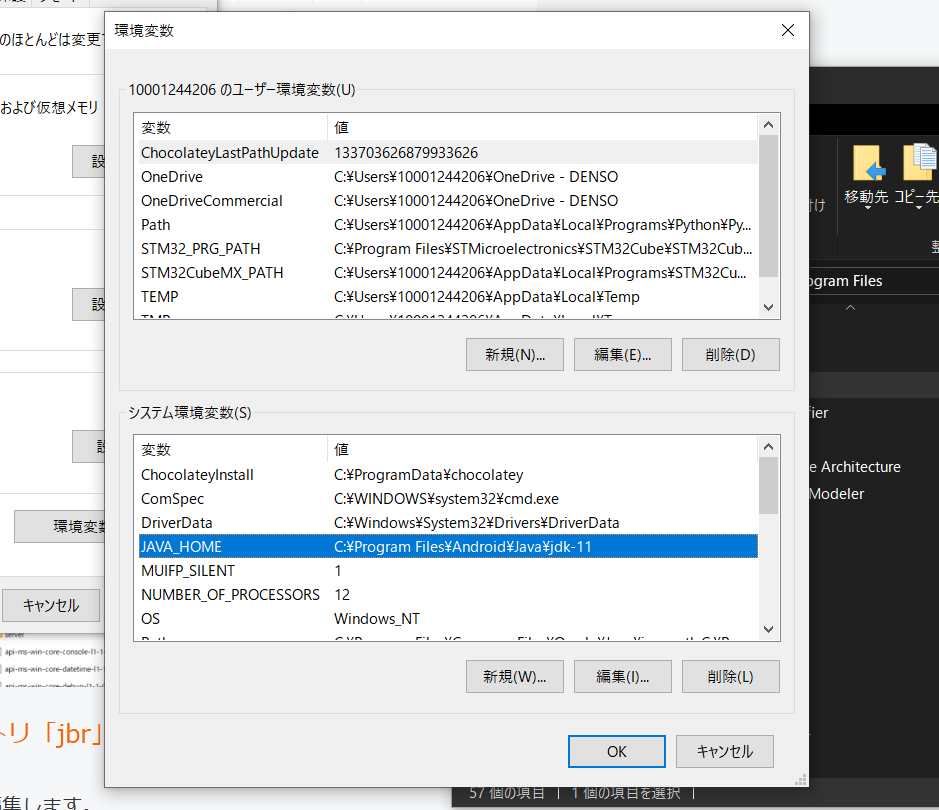 環境変数
のほとんどは変更
および仮想メモリ
設
設
環境変数
キャンセル
server
api-ms-win-core-console-l1-1-
api-ms-win-core-datetime-l1-1
トリ「jbr」
編集します。
10001244206 のユーザー環境変数(U)
変数 値
ChocolateyLastPathUpdate 133703626879933626
OneDrive C:¥Users¥10001244206¥OneDrive - DENSO
OneDriveCommercial C:¥Users¥10001244206¥OneDrive - DENSO
Path C:¥Users¥10001244206¥AppData¥Local¥Programs¥Python¥Py...
STM32_PRG_PATH C:¥Program Files¥STMicroelectronics¥STM32Cube¥STM32Cub...
STM32CubeMX_PATH C:¥Users¥10001244206¥AppData¥Local¥Programs¥STM32Cu...
TEMP C:¥Users¥10001244206¥AppData¥Local¥Temp
新規(N)... 編集(E)... 削除(D)
システム環境変数(S)
変数 値
ChocolateyInstall C:¥ProgramData¥chocolatey
ComSpec C:¥WINDOWS¥system32¥cmd.exe
DriverData C:¥Windows¥System32¥Drivers¥DriverData
JAVA_HOME C:¥Program Files¥Android¥Java¥jdk-11
MUIFP_SILENT 1
NUMBER_OF_PROCESSORS 12
OS Windows_NT
新規(W)... 編集(I)... 削除(L)
OK キャンセル
移動先 コピー先
付け
ogram Files
fier
e Architecture
Modeler
57 個の項目 1 個の項目を選択